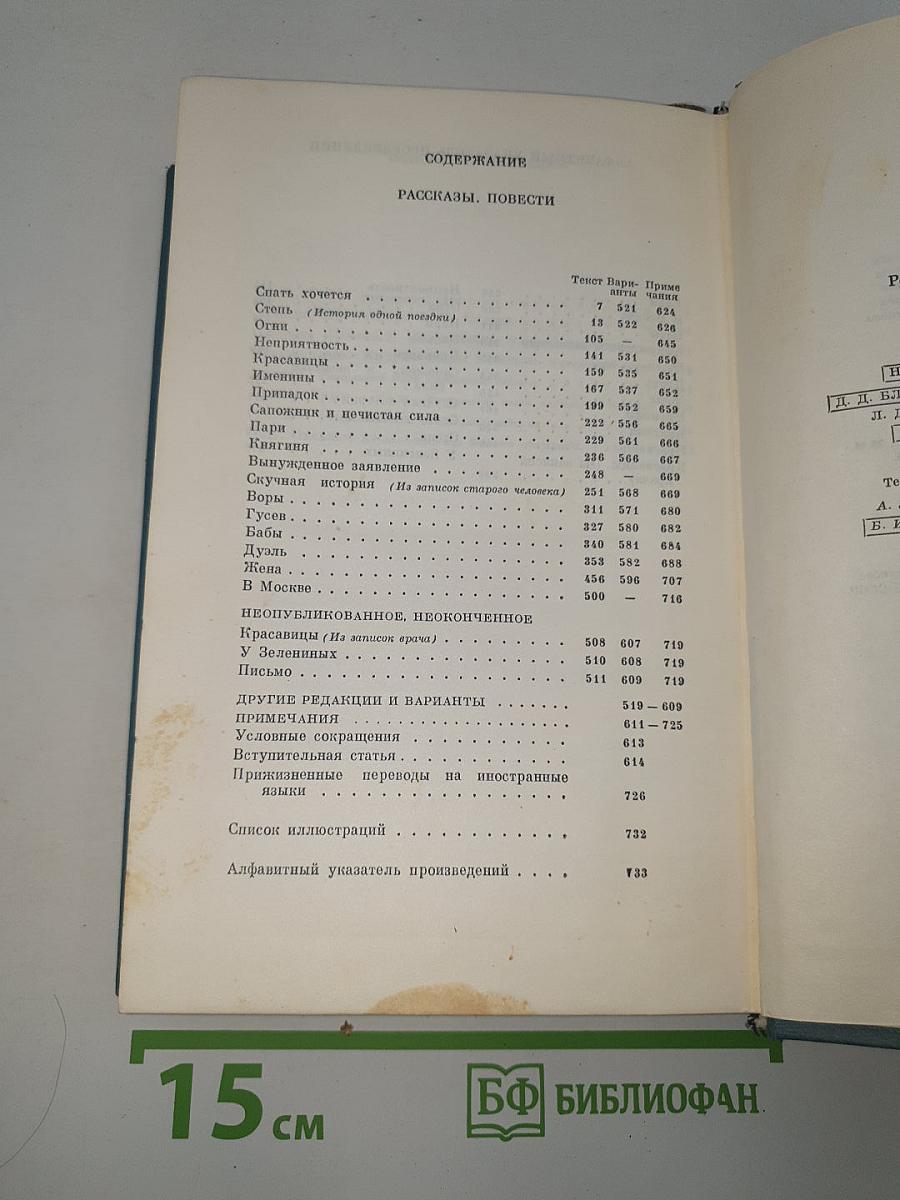 СОДЕРЖАНИЕ
РАССКАЗЫ. ПОВЕСТИ
Текст Вари- Приме
анты чания
Спать хочется . . . . . . . . . . . . . . . 7 521 624
Степь (История одной поездки) . . . . . . . . 13 522 626
Огни . . . . . . . . . . . . . . . . . . 105 — 645
Неприятность . . . . . . . . . . . . . . . 141 531 650
Красавицы . . . . . . . . . . . . . . . . 159 535 651
Именины . . . . . . . . . . . . . . . . . 167 537 652
Припадок . . . . . . . . . . . . . . . . . 199 552 659
Сапожник и нечистая сила . . . . . . . . . 222 556 665
Пари . . . . . . . . . . . . . . . . . . 229 561 666
Княгиня . . . . . . . . . . . . . . . . . 236 566 667
Вынужденное заявление . . . . . . . . . . 248 — 669
Скучная история (Из записок старого человека) 251 568 669
Воры . . . . . . . . . . . . . . . . . . 311 571 680
Гусев . . . . . . . . . . . . . . . . . . 327 580 682
Бабы . . . . . . . . . . . . . . . . . . 340 581 684
Дуэль . . . . . . . . . . . . . . . . . . 353 582 688
Жена . . . . . . . . . . . . . . . . . . 456 596 707
В Москве . . . . . . . . . . . . . . . . . 500 — 716
НЕОПУБЛИКОВАННОЕ, НЕОКОНЧЕННОЕ
Красавицы (Из записок врача) . . . . . . . . . 508 607 719
У Зелениных . . . . . . . . . . . . . . . 510 608 719
Письмо . . . . . . . . . . . . . . . . . . 511 609 719
ДРУГИЕ РЕДАКЦИИ И ВАРИАНТЫ . . . . . . . 519 — 609
ПРИМЕЧАНИЯ . . . . . . . . . . . . . . . . 611 — 725
Условные сокращения . . . . . . . . . . . 613
Вступительная статья . . . . . . . . . . . . 614
Прижизненные переводы на иностранные
языки . . . . . . . . . . . . . . . . . 726
Список иллюстраций . . . . . . . . . . . . 732
Алфавитный указатель произведений . . . . 733
Д. Д. БЛ
Л. Д
Те
А.
Б. И
15 см
БФ БИБЛИОФАН